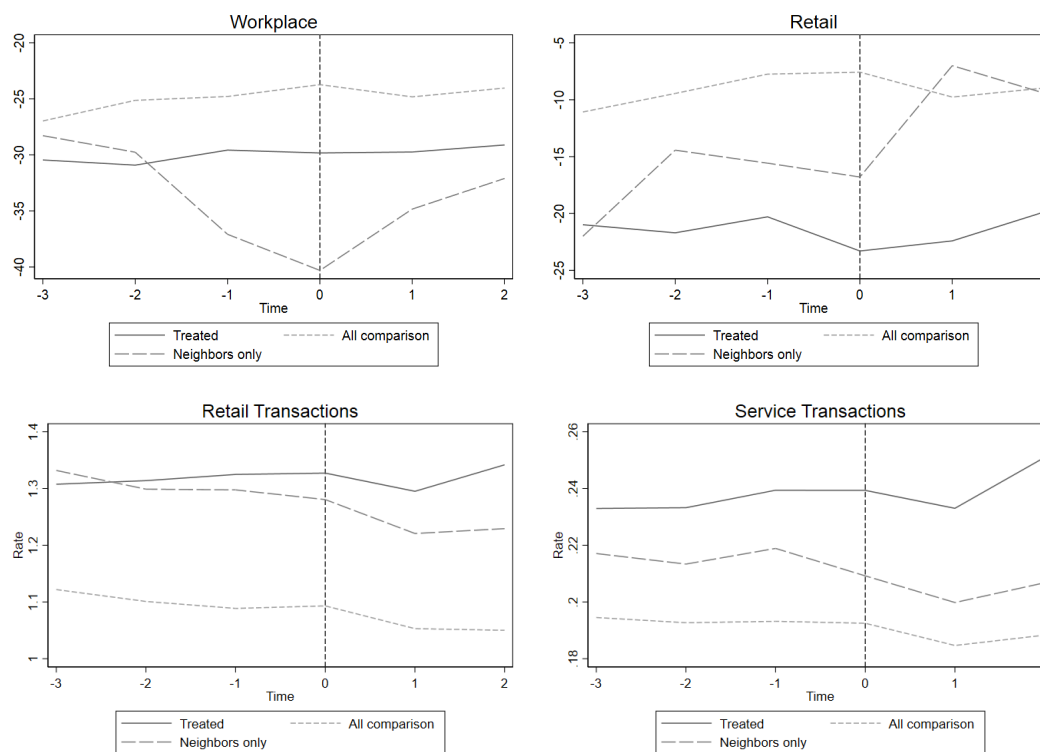 Workplace
-20
-25
-30
-35
-40
-3 -2 -1 0 1 2
Time
Treated All comparison
Neighbors only
Retail
-5
-10
-15
-20
-25
-3 -2 -1 0 1
Time
Treated All comparison
Neighbors only
Retail Transactions
1.4
1.3
1.2
1.1
1
Rate
-3 -2 -1 0 1 2
Time
Treated All comparison
Neighbors only
Service Transactions
.26
.24
.22
.2
.18
Rate
-3 -2 -1 0 1
Time
Treated All comparison
Neighbors only